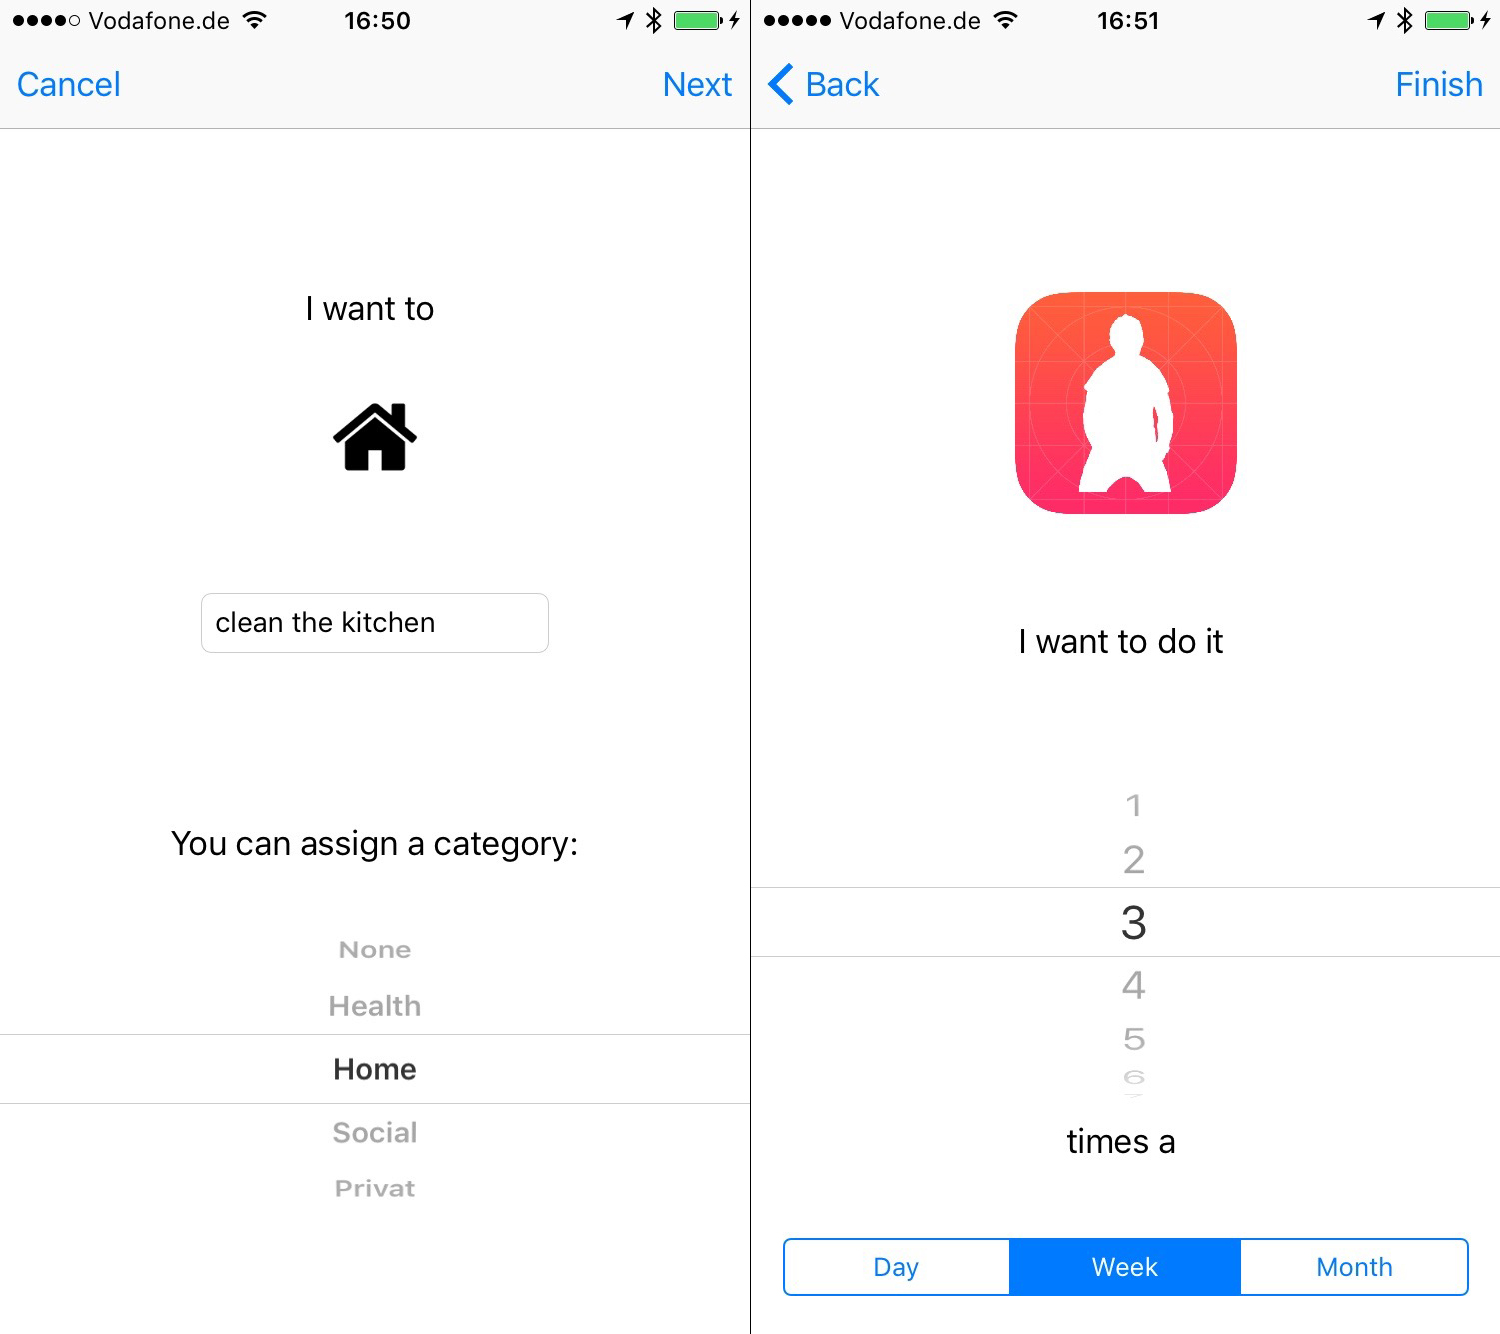 Vodafone.de
16:50
Cancel
Next
I want to
clean the kitchen
You can assign a category:
None
Health
Home
Social
Privat
Vodafone.de
16:51
Back
Finish
I want to do it
1
2
3
4
5
6
times a
Day
Week
Month